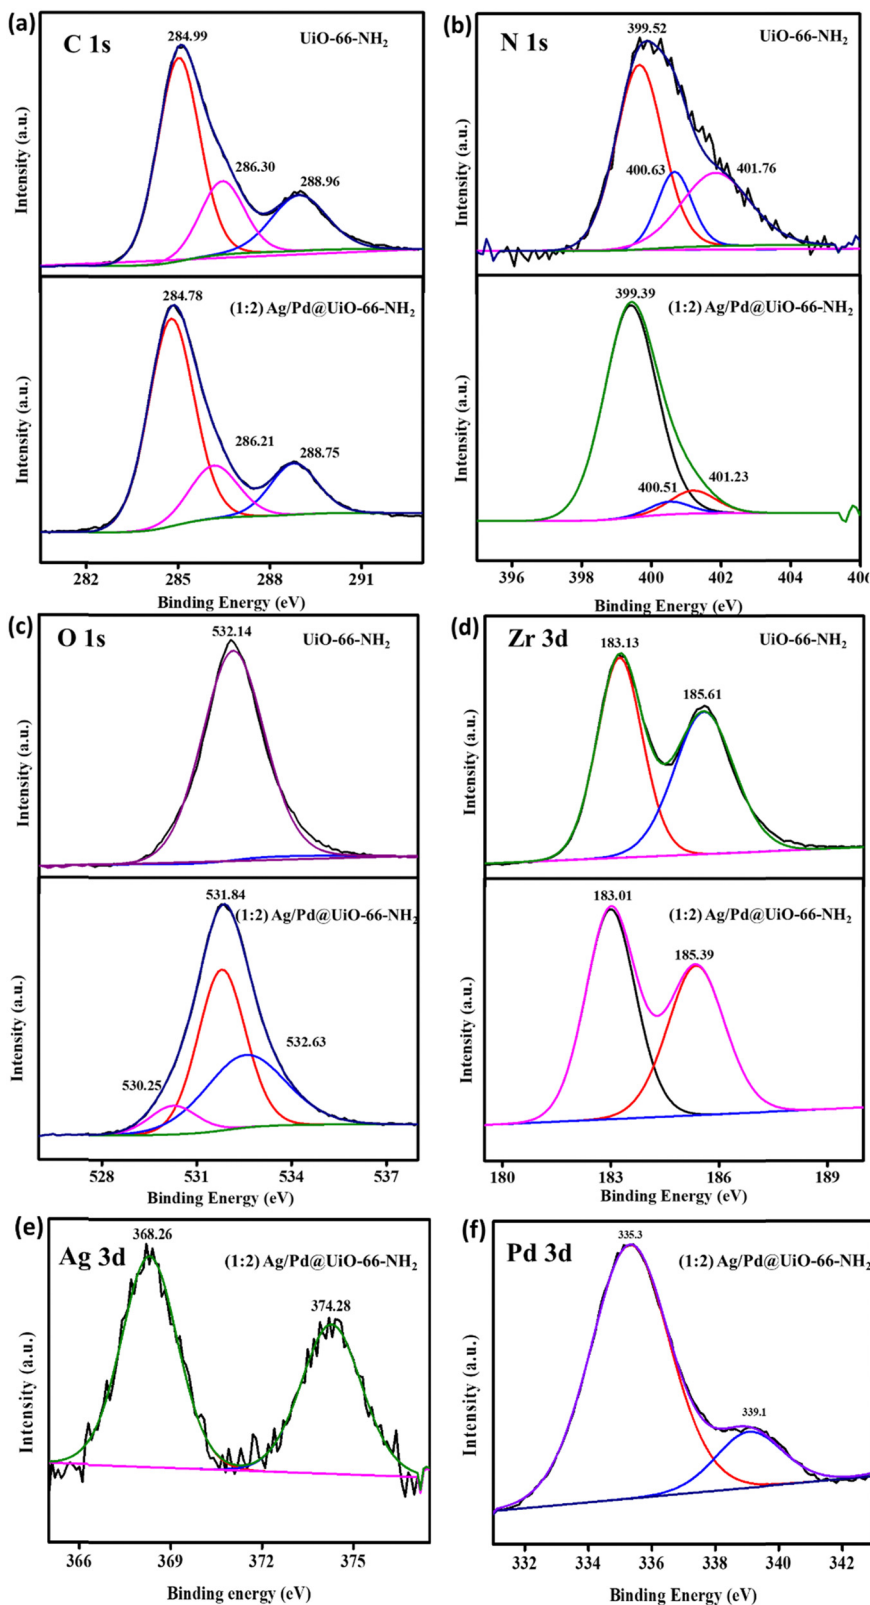 (a)
C 1s
UiO-66-NH2
284.99
286.30
288.96
Intensity (a.u.)
284.78
(1:2) Ag/Pd@UiO-66-NH2
286.21
288.75
Intensity (a.u.)
282 285 288 291
Binding Energy (eV)
(b)
N 1s
UiO-66-NH2
399.52
400.63
401.76
Intensity (a.u.)
399.39
(1:2) Ag/Pd@UiO-66-NH2
400.51
401.23
Intensity (a.u.)
396 398 400 402 404 406
Binding Energy (eV)
(c)
O 1s
UiO-66-NH2
532.14
Intensity (a.u.)
531.84
(1:2) Ag/Pd@UiO-66-NH2
530.25
532.63
Intensity (a.u.)
528 531 534 537
Binding Energy (eV)
(d)
Zr 3d
UiO-66-NH2
183.13
185.61
Intensity (a.u.)
183.01
(1:2) Ag/Pd@UiO-66-NH2
185.39
Intensity (a.u.)
180 183 186 189
Binding Energy (eV)
(e)
Ag 3d
368.26
(1:2) Ag/Pd@UiO-66-NH2
374.28
Intensity (a.u.)
366 369 372 375
Binding energy (eV)
(f)
Pd 3d
335.3
(1:2) Ag/Pd@UiO-66-NH2
339.1
Intensity (a.u.)
332 334 336 338 340 342
Binding Energy (eV)